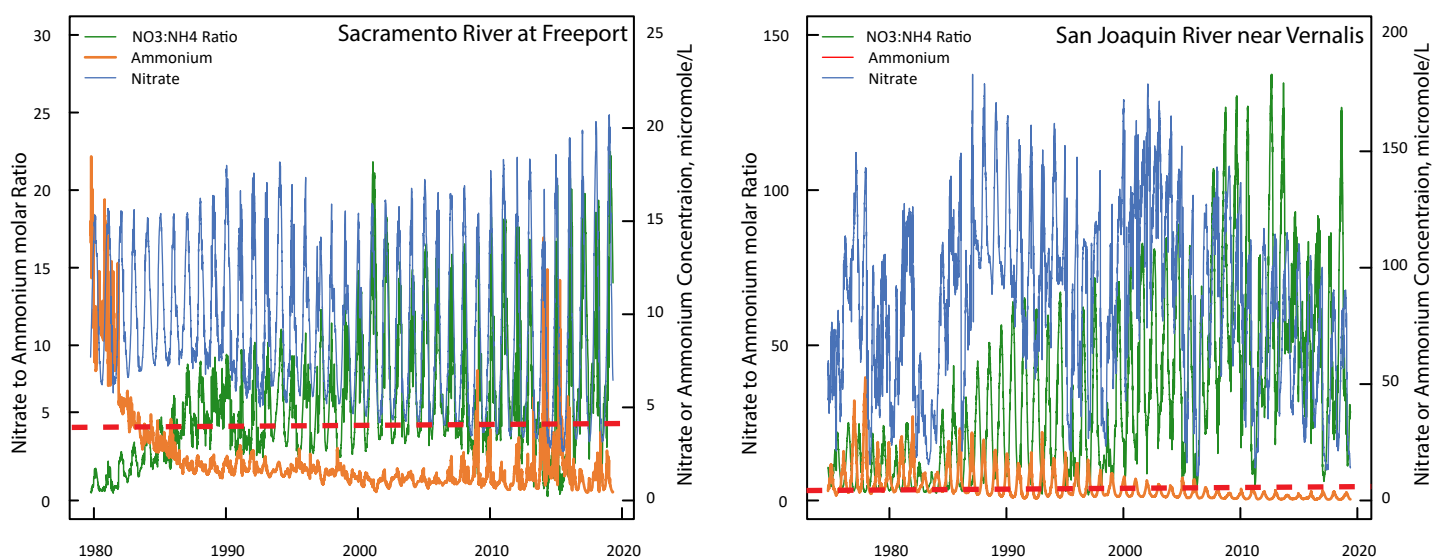 Sacramento River at Freeport
NO3:NH4 Ratio
Ammonium
Nitrate
Nitrate to Ammonium molar Ratio
30
25
20
15
10
5
0
25
20
15
10
4
0
Nitrate or Ammonium Concentraion, micromole/L
1980
1990
2000
2010
2020
San Joaquin River near Vernalis
NO3:NH4 Ratio
Ammonium
Nitrate
Nitrate to Ammonium molar Ratio
150
100
50
0
200
150
100
50
0
Nitrate or Ammonium Concentraion, micromole/L
1980
1990
2000
2010
2020